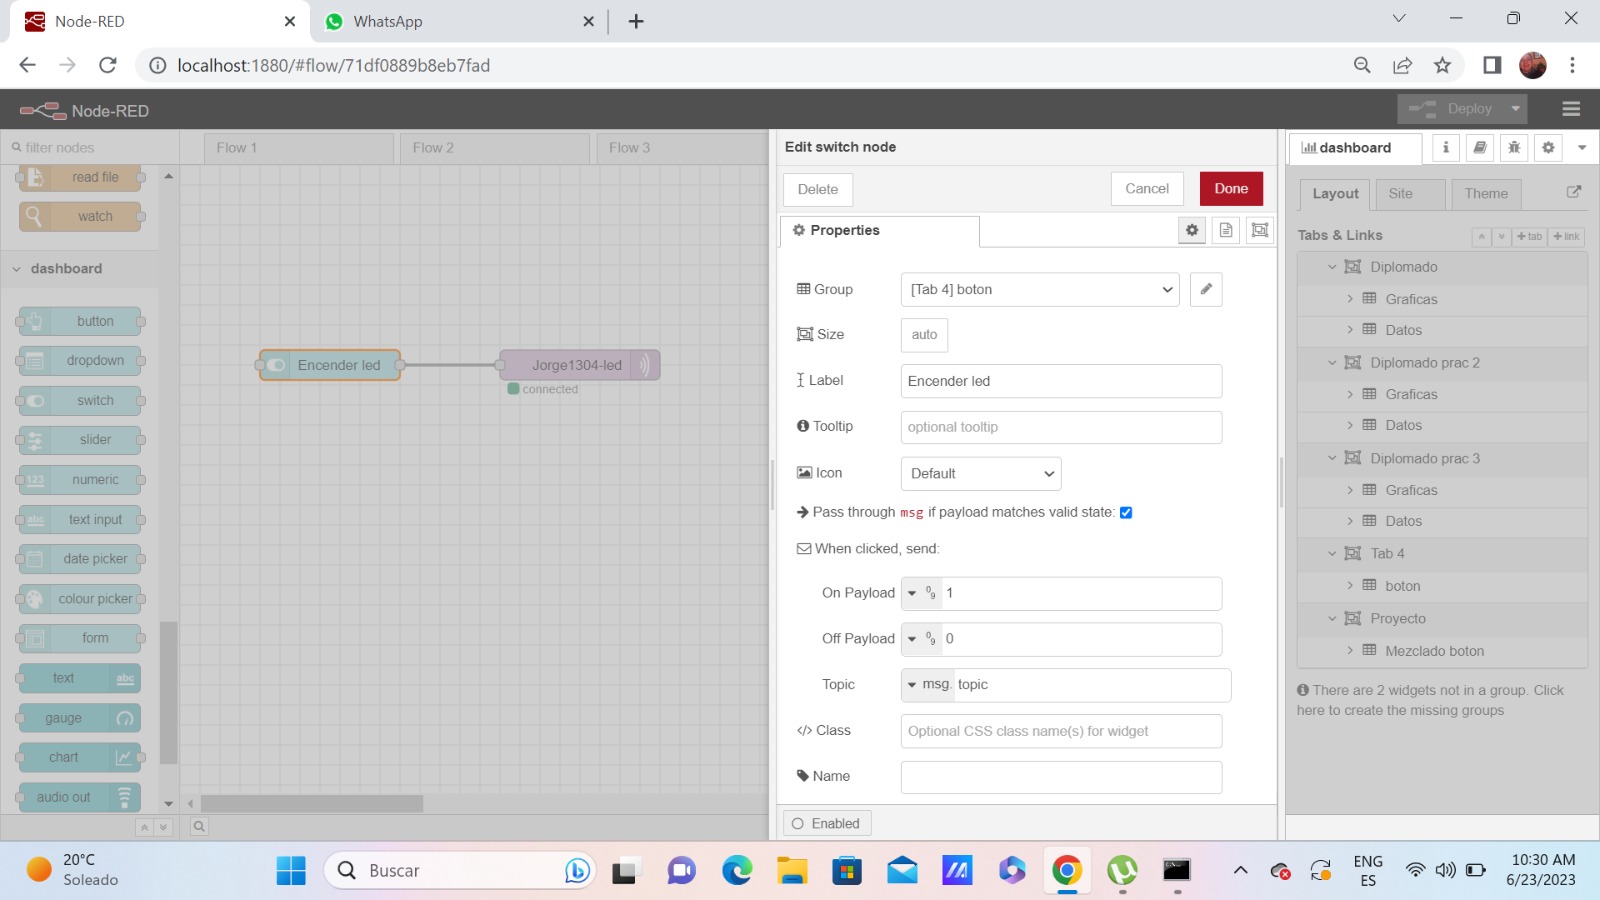 Node-RED
WhatsApp
localhost:1880/#flow/71df0889b8eb7fad
Node-RED
Deploy
filter nodes
Flow 1
Flow 2
Flow 3
Edit switch node
dashboard
i
read file
watch
dashboard
button
dropdown
switch
slider
123 numeric
abc text input
date picker
colour picker
form
text abc
gauge
chart
audio out
Encender led
Jorge1304-led
connected
Delete
Cancel
Done
Properties
Group
[Tab 4] boton
Size
auto
Label
Encender led
Tooltip
optional tooltip
Icon
Default
Pass through msg if payload matches valid state:
When clicked, send:
On Payload
09 1
Off Payload
09 0
Topic
msg. topic
</> Class
Optional CSS class name(s) for widget
Name
Enabled
Layout
Site
Theme
Tabs & Links
+ tab
+ link
Diplomado
Graficas
Datos
Diplomado prac 2
Graficas
Datos
Diplomado prac 3
Graficas
Datos
Tab 4
boton
Proyecto
Mezclado boton
There are 2 widgets not in a group. Click
here to create the missing groups
20°C
Soleado
Buscar
ENG
ES
10:30 AM
6/23/2023